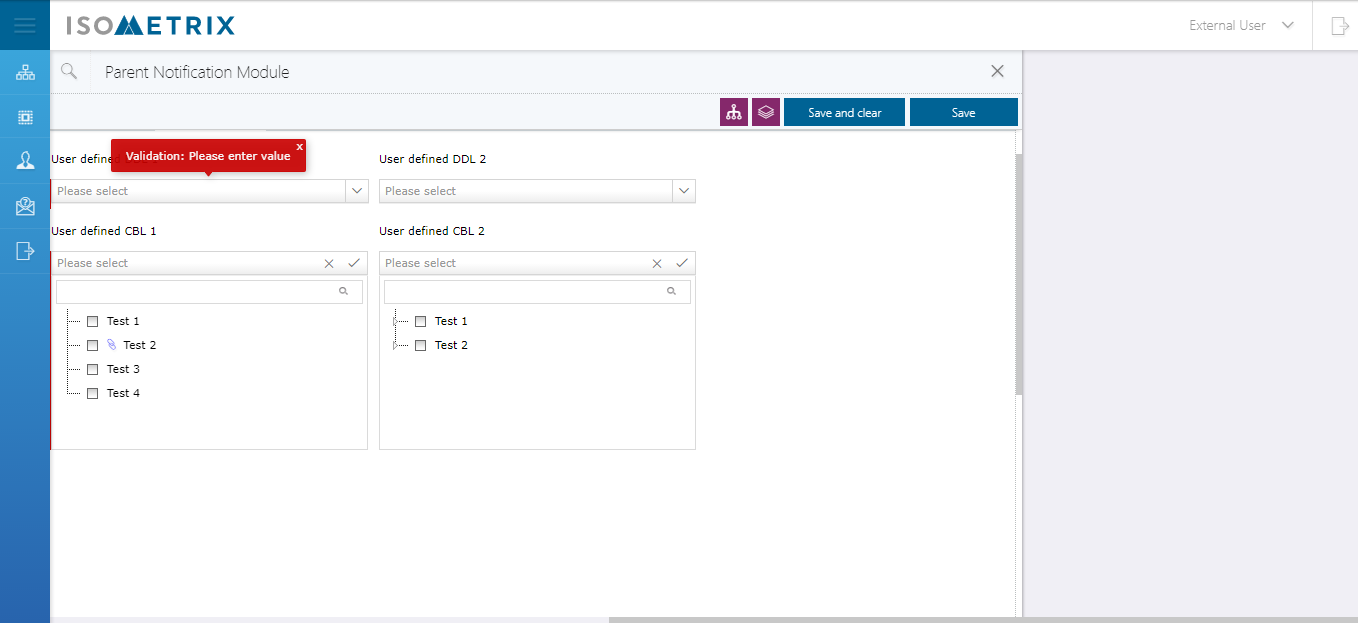 ISOMETRIX
External User
Parent Notification Module
Save and clear
Save
Validation: Please enter value x
User defined
User defined DDL 2
Please select
Please select
User defined CBL 1
User defined CBL 2
Please select
Please select
Test 1
Test 2
Test 3
Test 4
Test 1
Test 2